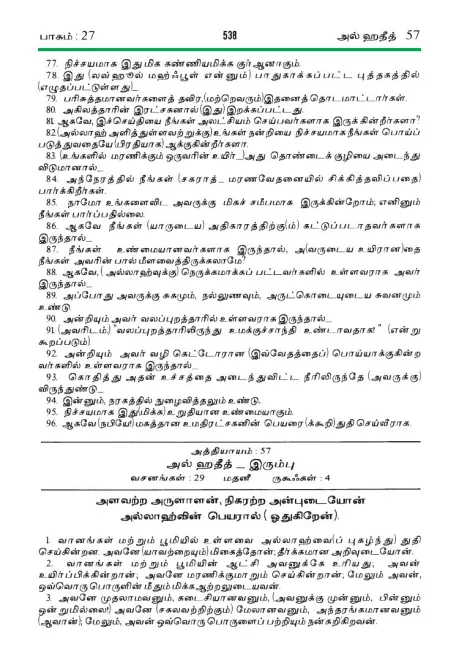 பாகம் : 27 538 அல் ஹதீத் 57
77. நிச்சயமாக இது மிக கண்ணியமிக்க குர்ஆனாகும்.
78. இது (லவ்ஹூல் மஹ்ஃபூள் என்னும்) பாதுகாக்கப்பட்ட புத்தகத்தில்
(எழுதப்பட்டுள்ளது)_
79. பரிசுத்தமானவர்களைத் தவிர,(மற்றெவரும்)இதனைத் தொடமாட்டார்கள்.
80. அகிலத்தாரின் இரட்சகனால்(இது) இறக்கப்பட்டது.
81. ஆகவே, இச்செய்தியை நீங்கள் அலட்சியம் செய்பவர்களாக இருக்கின்றீர்களா?
82.(அல்லாஹ் அளித்துள்ளவற்றுக்கு) உங்கள் நன்றியை நிச்சயமாக நீங்கள் பொய்ப்
படுத்துவதையே (பிரதியாக) ஆக்குகின்றீர்களா.
83. (உங்களில் மரணிக்கும் ஒருவரின் உயிர்_)அது தொண்டைக் குழியை அடைந்து
விடுமானால்_
84. அந்நேரத்தில் நீங்கள் (சகராத்_ மரணவேதனையில் சிக்கித்தவிப்பதை)
பார்க்கிறீர்கள்.
85. நாமோ உங்களைவிட அவருக்கு மிகச் சமீபமாக இருக்கின்றோம்; எனினும்
நீங்கள் பார்ப்பதில்லை.
86. ஆகவே நீங்கள் (யாருடைய) அதிகாரத்திற்கு(ம்) கட்டுப்படாதவர்களாக
இருந்தால்_
87. நீங்கள் உண்மையானவர்களாக இருந்தால், அ(வருடைய உயிரான)தை
நீங்கள் அவரின் பால் மீளவைத்திருக்கலாமே?
88. ஆகவே, ( அல்லாஹ்வுக்கு) நெருக்கமாக்கப் பட்டவர்களில் உள்ளவராக அவர்
இருந்தால்_
89. அப்போது அவருக்கு சுகமும், நல்லுணவும், அருட்கொடையுடைய சுவனமும்
உண்டு.
90. அன்றியும் அவர் வலப்புறத்தாரில் உள்ளவராக இருந்தால்_
91. (அவரிடம்,) "வலப்புறத்தாரிலிருந்து உமக்குச்சாந்தி உண்டாவதாக!" (என்று
கூறப்படும்).
92. அன்றியும் அவர் வழி கெட்டோரான (இவ்வேதத்தைப்) பொய்யாக்குகின்ற
வர்களில் உள்ளவராக இருந்தால்_
93. கொதித்து அதன் உச்சத்தை அடைந்துவிட்ட நீரிலிருந்தே (அவருக்கு)
விருந்துண்டு_
94. இன்னும், நரகத்தில் நுழைவித்தலும் உண்டு.
95. நிச்சயமாக இது(மிக்க) உறுதியான உண்மையாகும்.
96. ஆகவே (நபியே) மகத்தான உமதிரட்சகனின் பெயரை (க்கூறி) துதி செய்வீராக.
அத்தியாயம் : 57
அல் ஹதீத் _ இரும்பு
வசனங்கள் : 29 மதனீ ருகூஃகள் : 4
அளவற்ற அருளாளன், நிகரற்ற அன்புடையோன்
அல்லாஹ்வின் பெயரால் ( ஓதுகிறேன்).
1. வானங்கள் மற்றும் பூமியில் உள்ளவை அல்லாஹ்வை(ப் புகழ்ந்து) துதி
செய்கின்றன. அவனே (யாவற்றையும்) மிகைத்தோன்; தீர்க்கமான அறிவுடையோன்.
2. வானங்கள் மற்றும் பூமியின் ஆட்சி அவனுக்கே உரியது; அவன்
உயிர்ப்பிக்கின்றான்; அவனே மரணிக்குமாறும் செய்கின்றான்; மேலும் அவன்,
ஒவ்வொரு பொருளின் மீதும் மிக்க ஆற்றலுடையவன்.
3. அவனே முதலாமவனும், கடைசியானவனும், (அவனுக்கு முன்னும், பின்னும்
ஒன்றுமில்லை!) அவனே (சகலவற்றிற்கும்) மேலானவனும், அந்தரங்கமானவனும்
(ஆவான்); மேலும், அவன் ஒவ்வொரு பொருளைப் பற்றியும் நன்கறிகிறவன்.